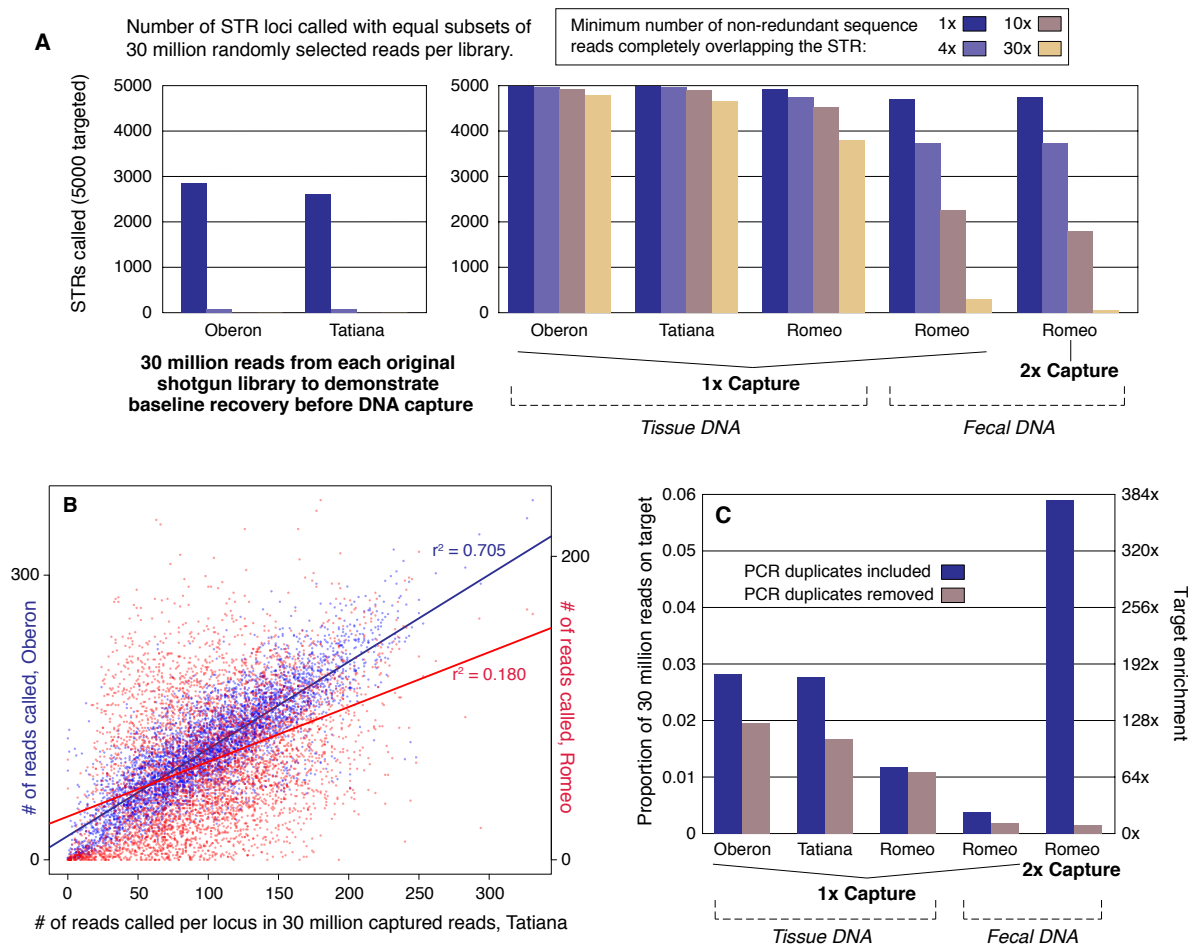 A
Number of STR loci called with equal subsets of
30 million randomly selected reads per library.
Minimum number of non-redundant sequence
reads completely overlapping the STR:
1x 10x
4x 30x
STRs called (5000 targeted)
5000
4000
3000
2000
1000
0
Oberon Tatiana
30 million reads from each original
shotgun library to demonstrate
baseline recovery before DNA capture
5000
4000
3000
2000
1000
0
Oberon Tatiana Romeo Romeo Romeo
1x Capture
2x Capture
Tissue DNA Fecal DNA
B
# of reads called, Oberon
300
0
r² = 0.705
r² = 0.180
200
0
# of reads called, Romeo
0 50 100 150 200 250 300
# of reads called per locus in 30 million captured reads, Tatiana
C
Proportion of 30 million reads on target
0.06
0.05
0.04
0.03
0.02
0.01
0
PCR duplicates included
PCR duplicates removed
384x
320x
256x
192x
128x
64x
0x
Target enrichment
Oberon Tatiana Romeo Romeo Romeo
2x Capture
1x Capture
Tissue DNA Fecal DNA